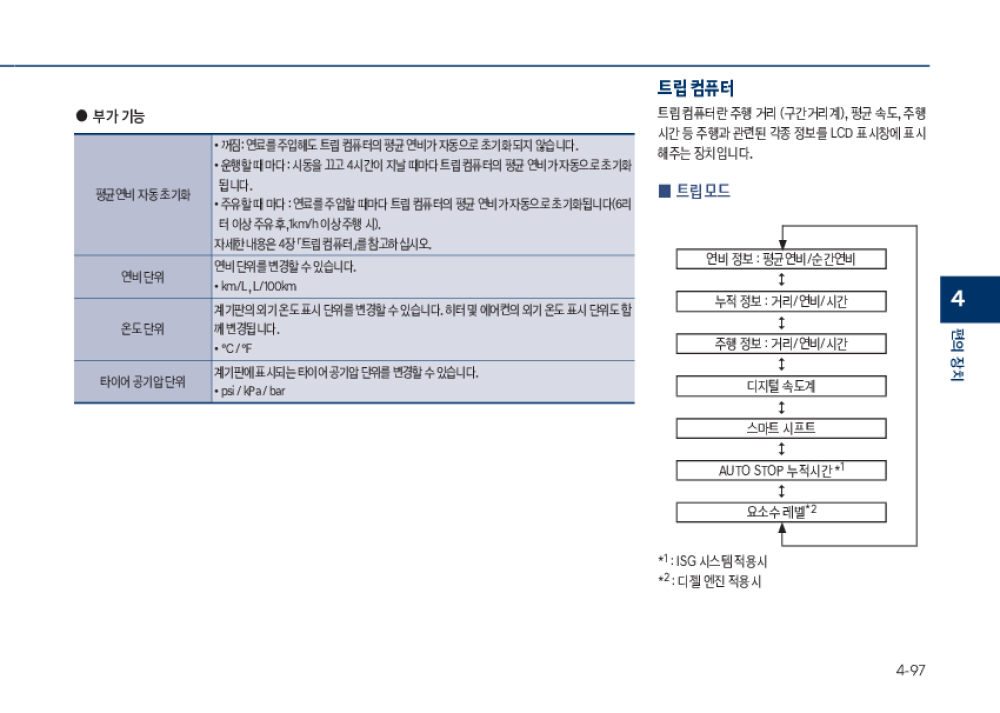 ● 부가 기능
평균연비 자동 초기화
• 꺼짐: 연료를 주입해도 트립 컴퓨터의 평균 연비가 자동으로 초기화 되지 않습니다.
• 운행할 때 마다 : 시동을 끄고 4시간이 지날 때마다 트립 컴퓨터의 평균 연비가 자동으로 초기화
됩니다.
• 주유할 때 마다 : 연료를 주입할 때마다 트립 컴퓨터의 평균 연비가 자동으로 초기화됩니다(6리
터 이상 주유 후,1km/h 이상 주행 시).
자세한 내용은 4장 「트립 컴퓨터」를 참고하십시오.
연비 단위
연비 단위를 변경할 수 있습니다.
• km/L , L/100km
온도 단위
계기판의 외기 온도 표시 단위를 변경할 수 있습니다. 히터 및 에어컨의 외기 온도 표시 단위도 함
께 변경됩니다.
• °C / °F
타이어 공기압 단위
계기판에 표시되는 타이어 공기압 단위를 변경할 수 있습니다.
• psi / kPa / bar
트립 컴퓨터
트립 컴퓨터란 주행 거리 (구간거리계), 평균 속도, 주행
시간 등 주행과 관련된 각종 정보를 LCD 표시창에 표시
해주는 장치입니다.
■ 트립 모드
연비 정보 : 평균연비/순간연비
누적 정보 : 거리/연비/시간
주행 정보 : 거리/연비/시간
디지털 속도계
스마트 시프트
AUTO STOP 누적시간 *1
요소수 레벨*2
*1 : ISG 시스템 적용시
*2 : 디젤 엔진 적용시
4
편의 장치
4-97